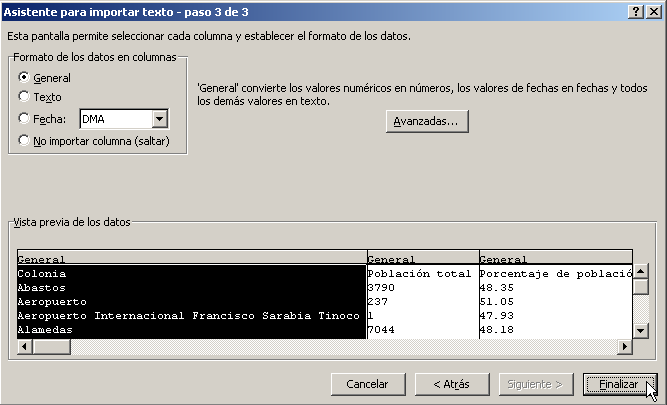 Asistente para importar texto - paso 3 de 3
Esta pantalla permite seleccionar cada columna y establecer el formato de los datos.
Formato de los datos en columnas
General
Texto
Fecha: DMA
No importar columna (saltar)
'General' convierte los valores numéricos en números, los valores de fechas en fechas y todos
los demás valores en texto.
Avanzadas...
Vista previa de los datos
General General General
Colonia Población total Porcentaje de població
Abastos 3790 48.35
Aeropuerto 237 51.05
Aeropuerto Internacional Francisco Sarabia Tinoco 1 47.93
Alamedas 7044 48.18
Cancelar < Atrás Siguiente > Finalizar